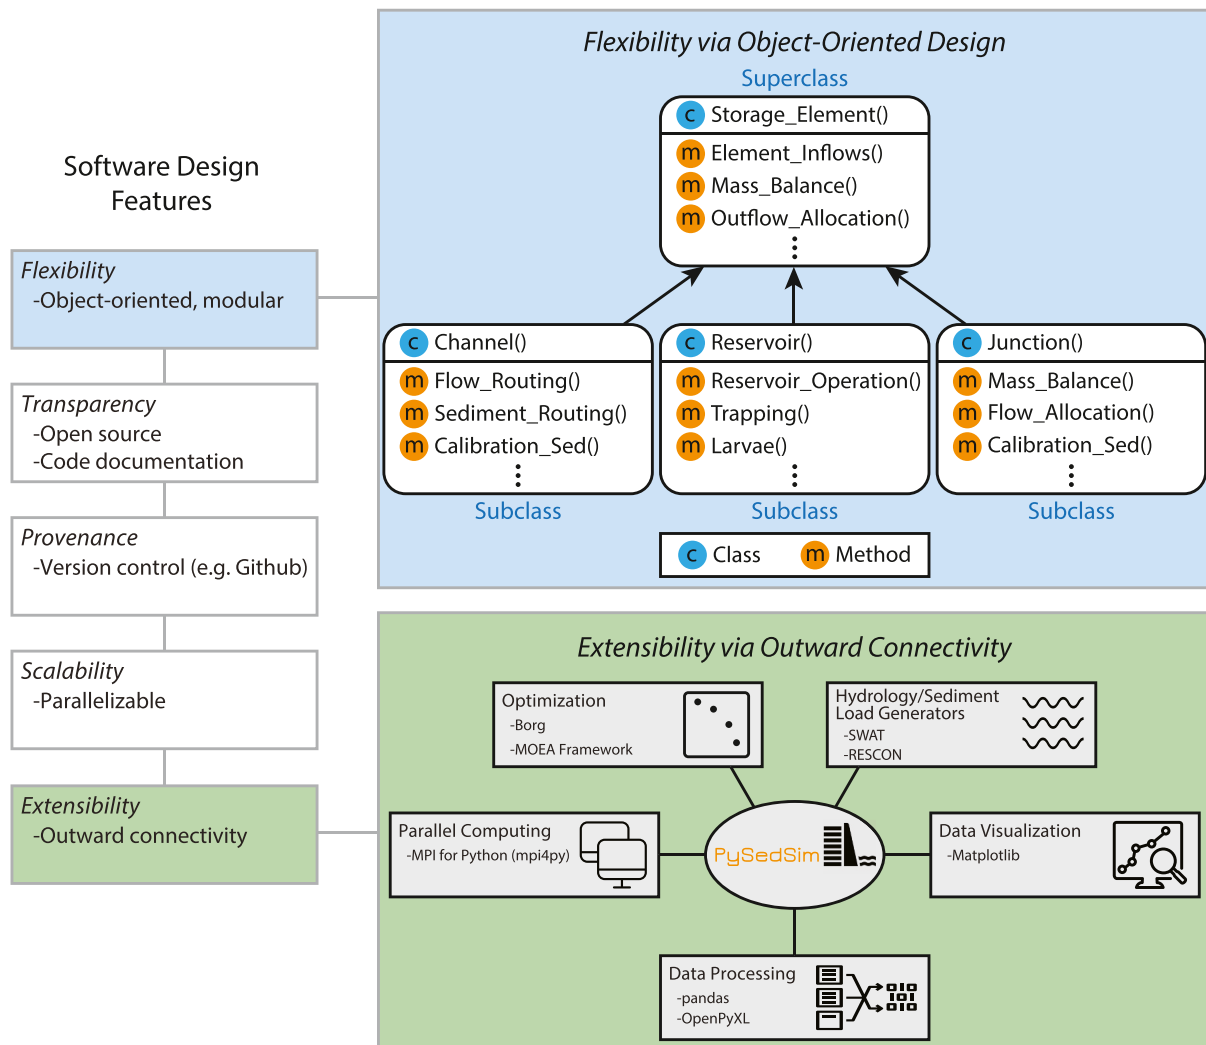 Software Design
Features
Flexibility
-Object-oriented, modular
Transparency
-Open source
-Code documentation
Provenance
-Version control (e.g. Github)
Scalability
-Parallelizable
Extensibility
-Outward connectivity
Flexibility via Object-Oriented Design
Superclass
c Storage_Element()
m Element_Inflows()
m Mass_Balance()
m Outflow_Allocation()
c Channel()
m Flow_Routing()
m Sediment_Routing()
m Calibration_Sed()
Subclass
c Reservoir()
m Reservoir_Operation()
m Trapping()
m Larvae()
Subclass
c Junction()
m Mass_Balance()
m Flow_Allocation()
m Calibration_Sed()
Subclass
c Class m Method
Extensibility via Outward Connectivity
Optimization
-Borg
-MOEA Framework
Hydrology/Sediment
Load Generators
-SWAT
-RESCON
Parallel Computing
-MPI for Python (mpi4py)
PySedSim
Data Visualization
-Matplotlib
Data Processing
-pandas
-OpenPyXL